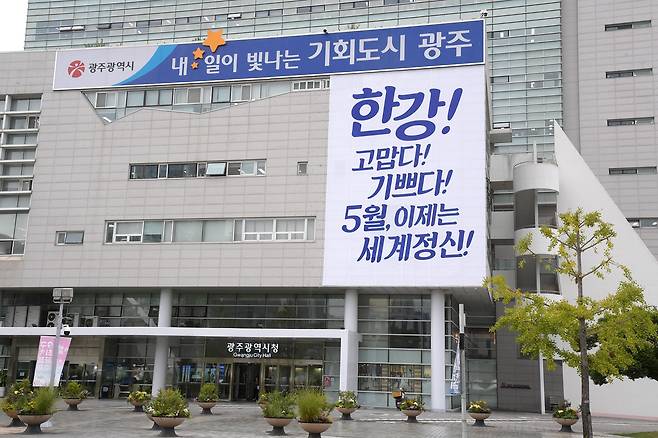 광주광역시
내☆일이 빛나는 기회도시 광주
한강!
고맙다!
기쁘다!
5월, 이제는
세계정신!
광주광역시청
Gwangju City Hall